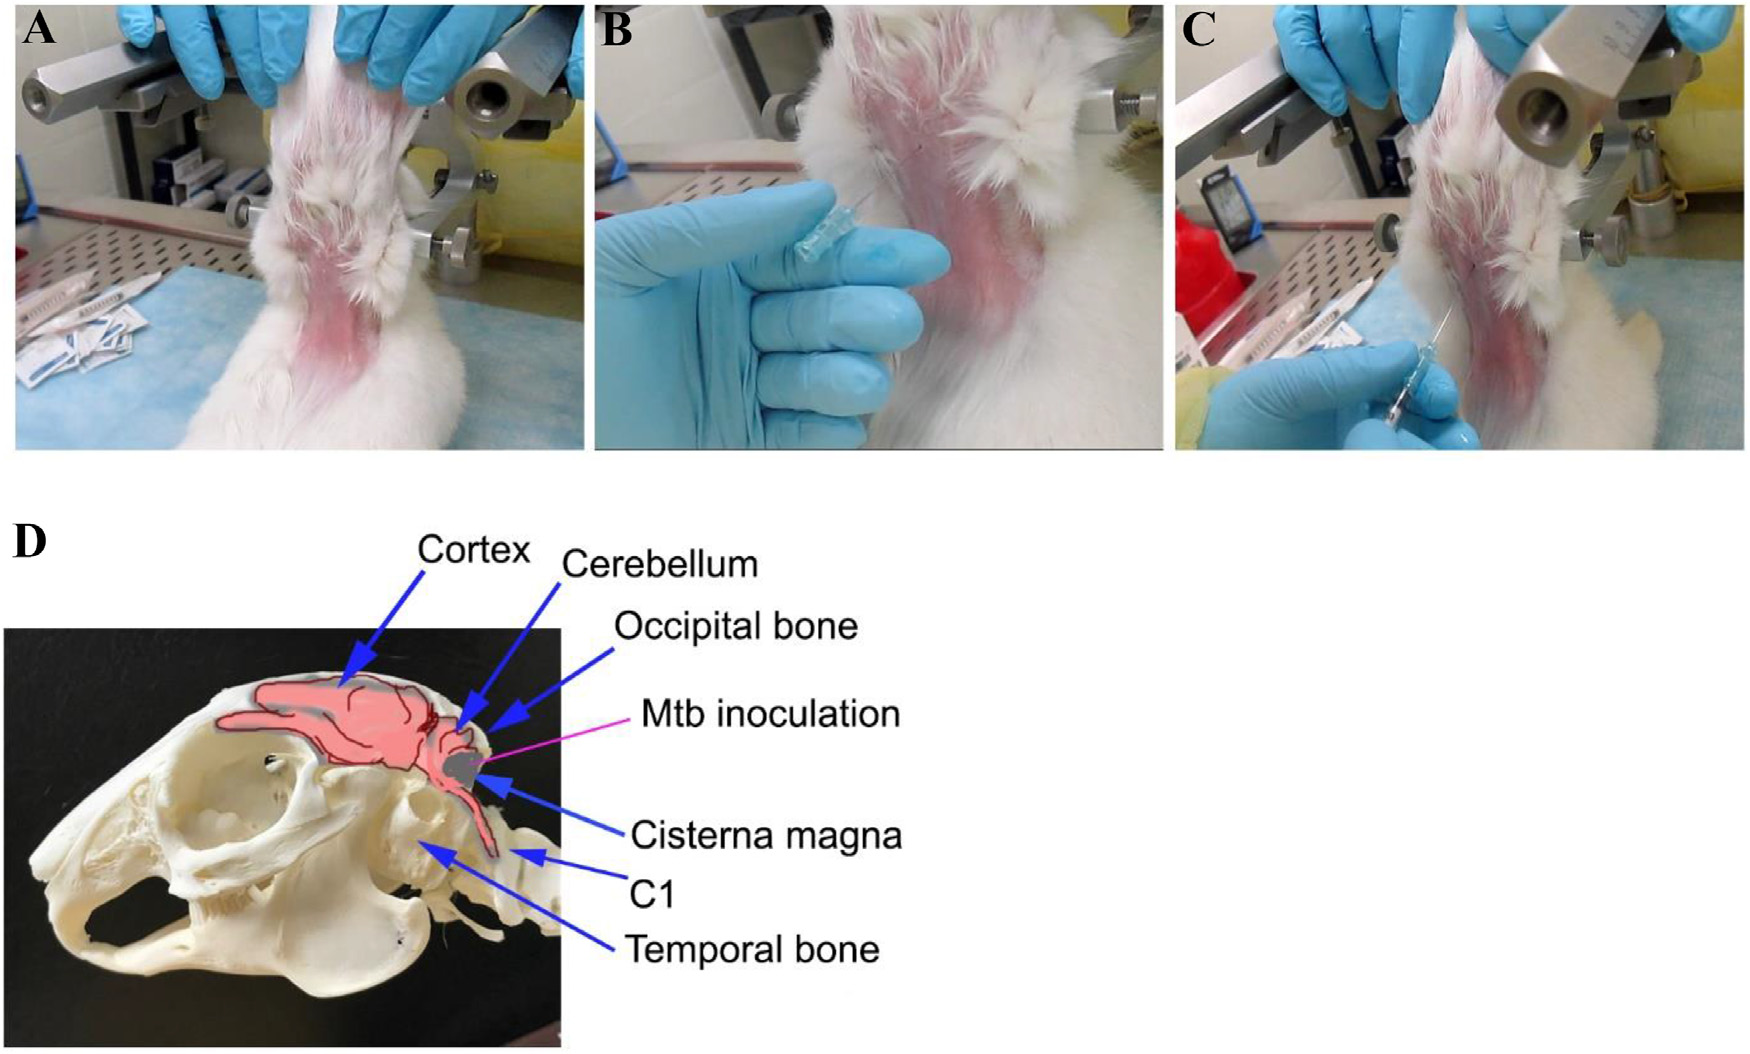 A
B
C
D
Cortex
Cerebellum
Occipital bone
Mtb inoculation
Cisterna magna
C1
Temporal bone